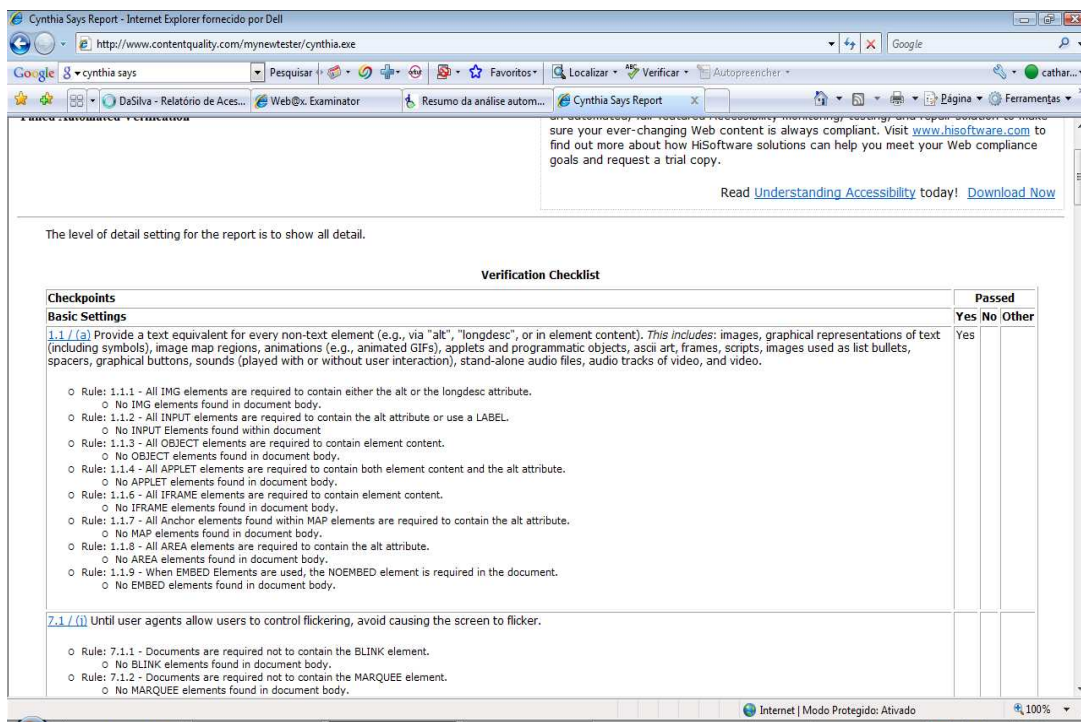 Cynthia Says Report - Internet Explorer fornecido por Dell
http://www.contentquality.com/mynewtester/cynthia.exe
Google
Google cynthia says Pesquisar Favoritos Localizar Verificar Autopreencher cathar...
DaSilva - Relatório de Aces... Web@x. Examinator Resumo da análise autom... Cynthia Says Report X Página Ferramentas
Failed Automated Verification
an automated, full-featured Accessibility monitoring, testing, and repair solution to make
sure your ever-changing Web content is always compliant. Visit www.hisoftware.com to
find out more about how HiSoftware solutions can help you meet your Web compliance
goals and request a trial copy.
Read Understanding Accessibility today! Download Now
The level of detail setting for the report is to show all detail.
Verification Checklist
Checkpoints Passed
Basic Settings Yes No Other
1.1 / (a) Provide a text equivalent for every non-text element (e.g., via "alt", "longdesc", or in element content). This includes: images, graphical representations of text Yes
(including symbols), image map regions, animations (e.g., animated GIFs), applets and programmatic objects, ascii art, frames, scripts, images used as list bullets,
spacers, graphical buttons, sounds (played with or without user interaction), stand-alone audio files, audio tracks of video, and video.
o Rule: 1.1.1 - All IMG elements are required to contain either the alt or the longdesc attribute.
o No IMG elements found in document body.
o Rule: 1.1.2 - All INPUT elements are required to contain the alt attribute or use a LABEL.
o No INPUT Elements found within document
o Rule: 1.1.3 - All OBJECT elements are required to contain element content.
o No OBJECT elements found in document body.
o Rule: 1.1.4 - All APPLET elements are required to contain both element content and the alt attribute.
o No APPLET elements found in document body.
o Rule: 1.1.6 - All IFRAME elements are required to contain element content.
o No IFRAME elements found in document body.
o Rule: 1.1.7 - All Anchor elements found within MAP elements are required to contain the alt attribute.
o No MAP elements found in document body.
o Rule: 1.1.8 - All AREA elements are required to contain the alt attribute.
o No AREA elements found in document body.
o Rule: 1.1.9 - When EMBED Elements are used, the NOEMBED element is required in the document.
o No EMBED elements found in document body.
7.1 / (j) Until user agents allow users to control flickering, avoid causing the screen to flicker.
o Rule: 7.1.1 - Documents are required not to contain the BLINK element.
o No BLINK elements found in document body.
o Rule: 7.1.2 - Documents are required not to contain the MARQUEE element.
o No MARQUEE elements found in document body.
Internet | Modo Protegido: Ativado 100%